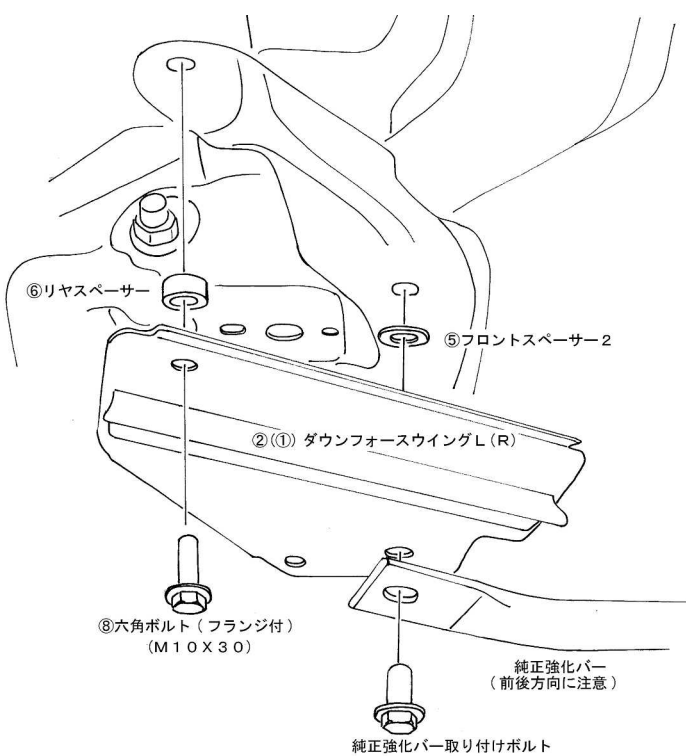 ⑥リヤスペーサー
⑤フロントスペーサー2
②(①) ダウンフォースウイングL(R)
⑧六角ボルト(フランジ付)
(M10X30)
純正強化バー
(前後方向に注意)
純正強化バー取り付けボルト